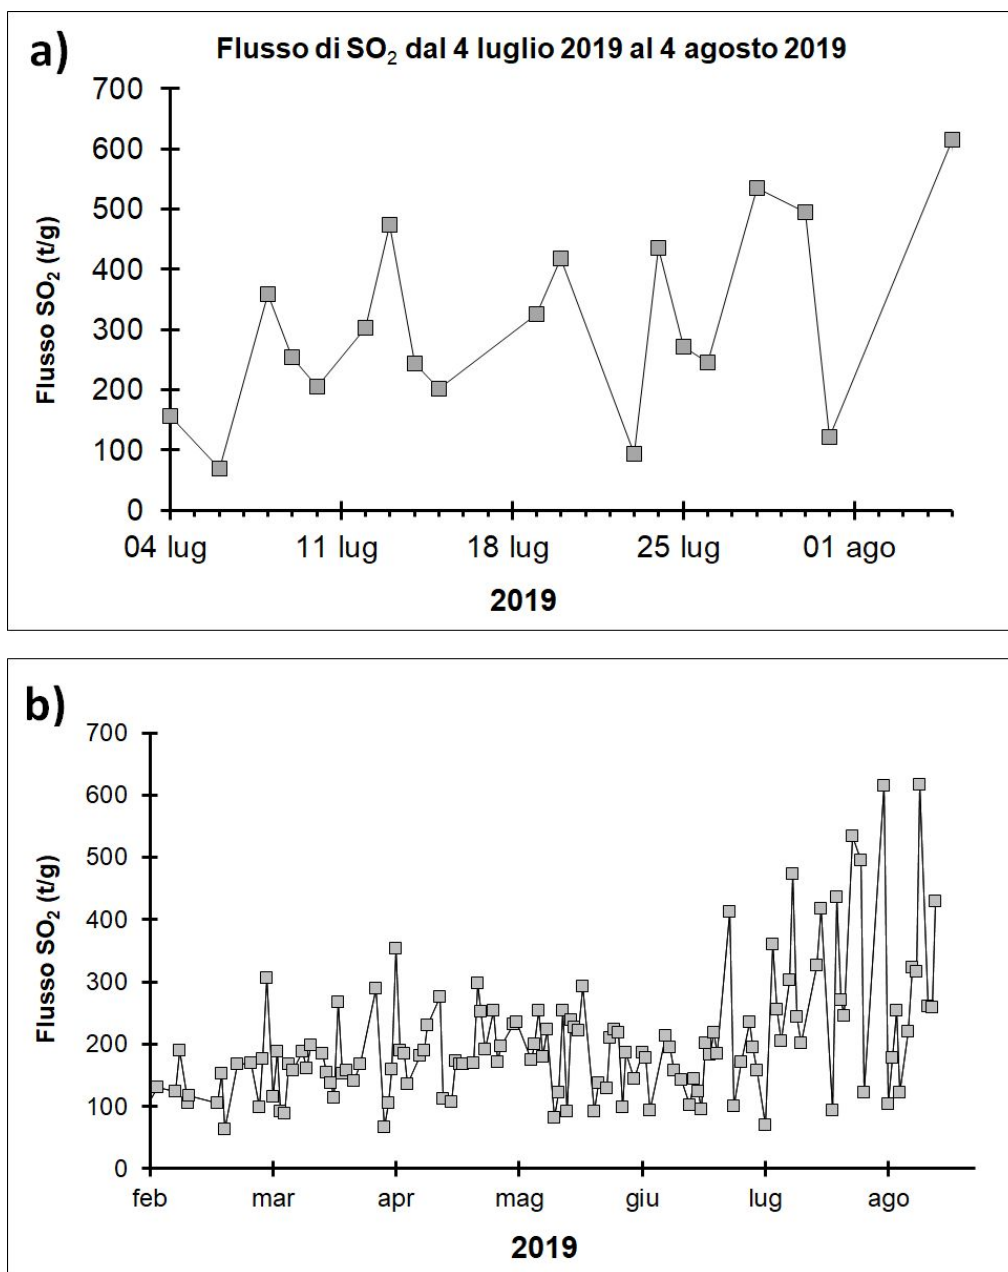 a)
Flusso di SO₂ dal 4 luglio 2019 al 4 agosto 2019
700
600
500
400
300
200
100
0
Flusso SO₂ (t/g)
04 lug 11 lug 18 lug 25 lug 01 ago
2019
b)
700
600
500
400
300
200
100
0
Flusso SO₂ (t/g)
feb mar apr mag giu lug ago
2019